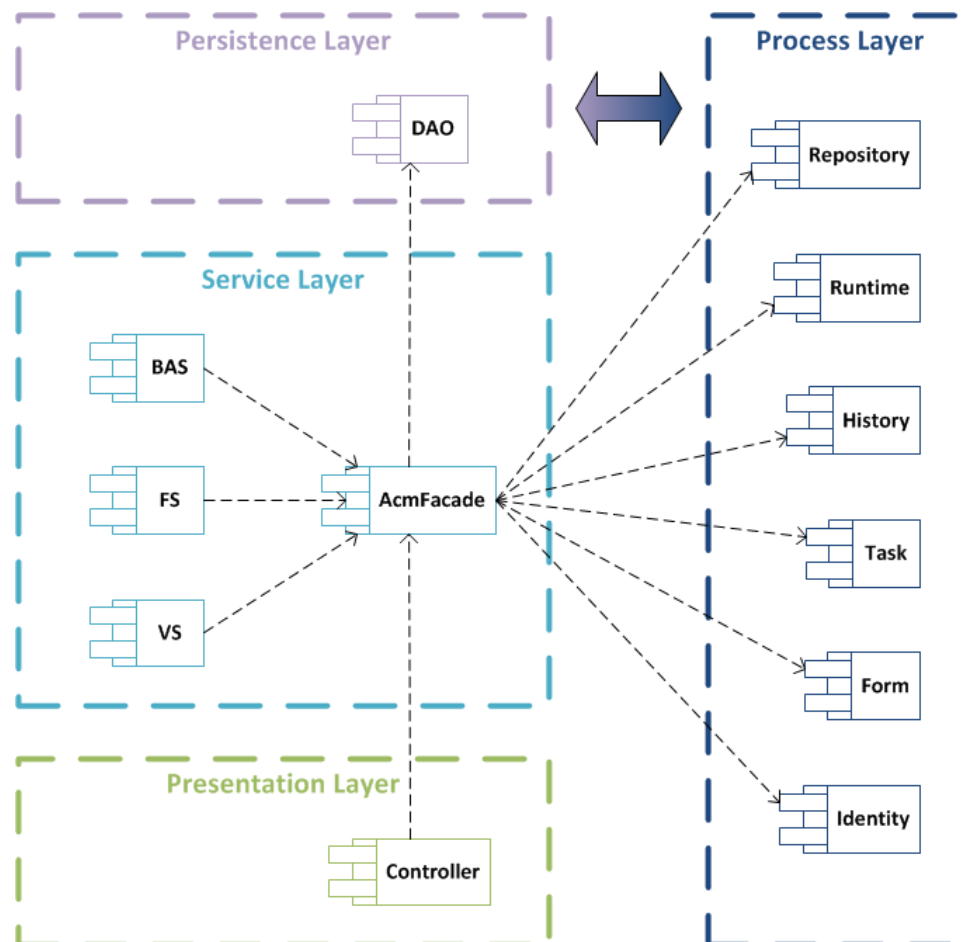 Persistence Layer
DAO
Service Layer
BAS
FS
AcmFacade
VS
Presentation Layer
Controller
Process Layer
Repository
Runtime
History
Task
Form
Identity